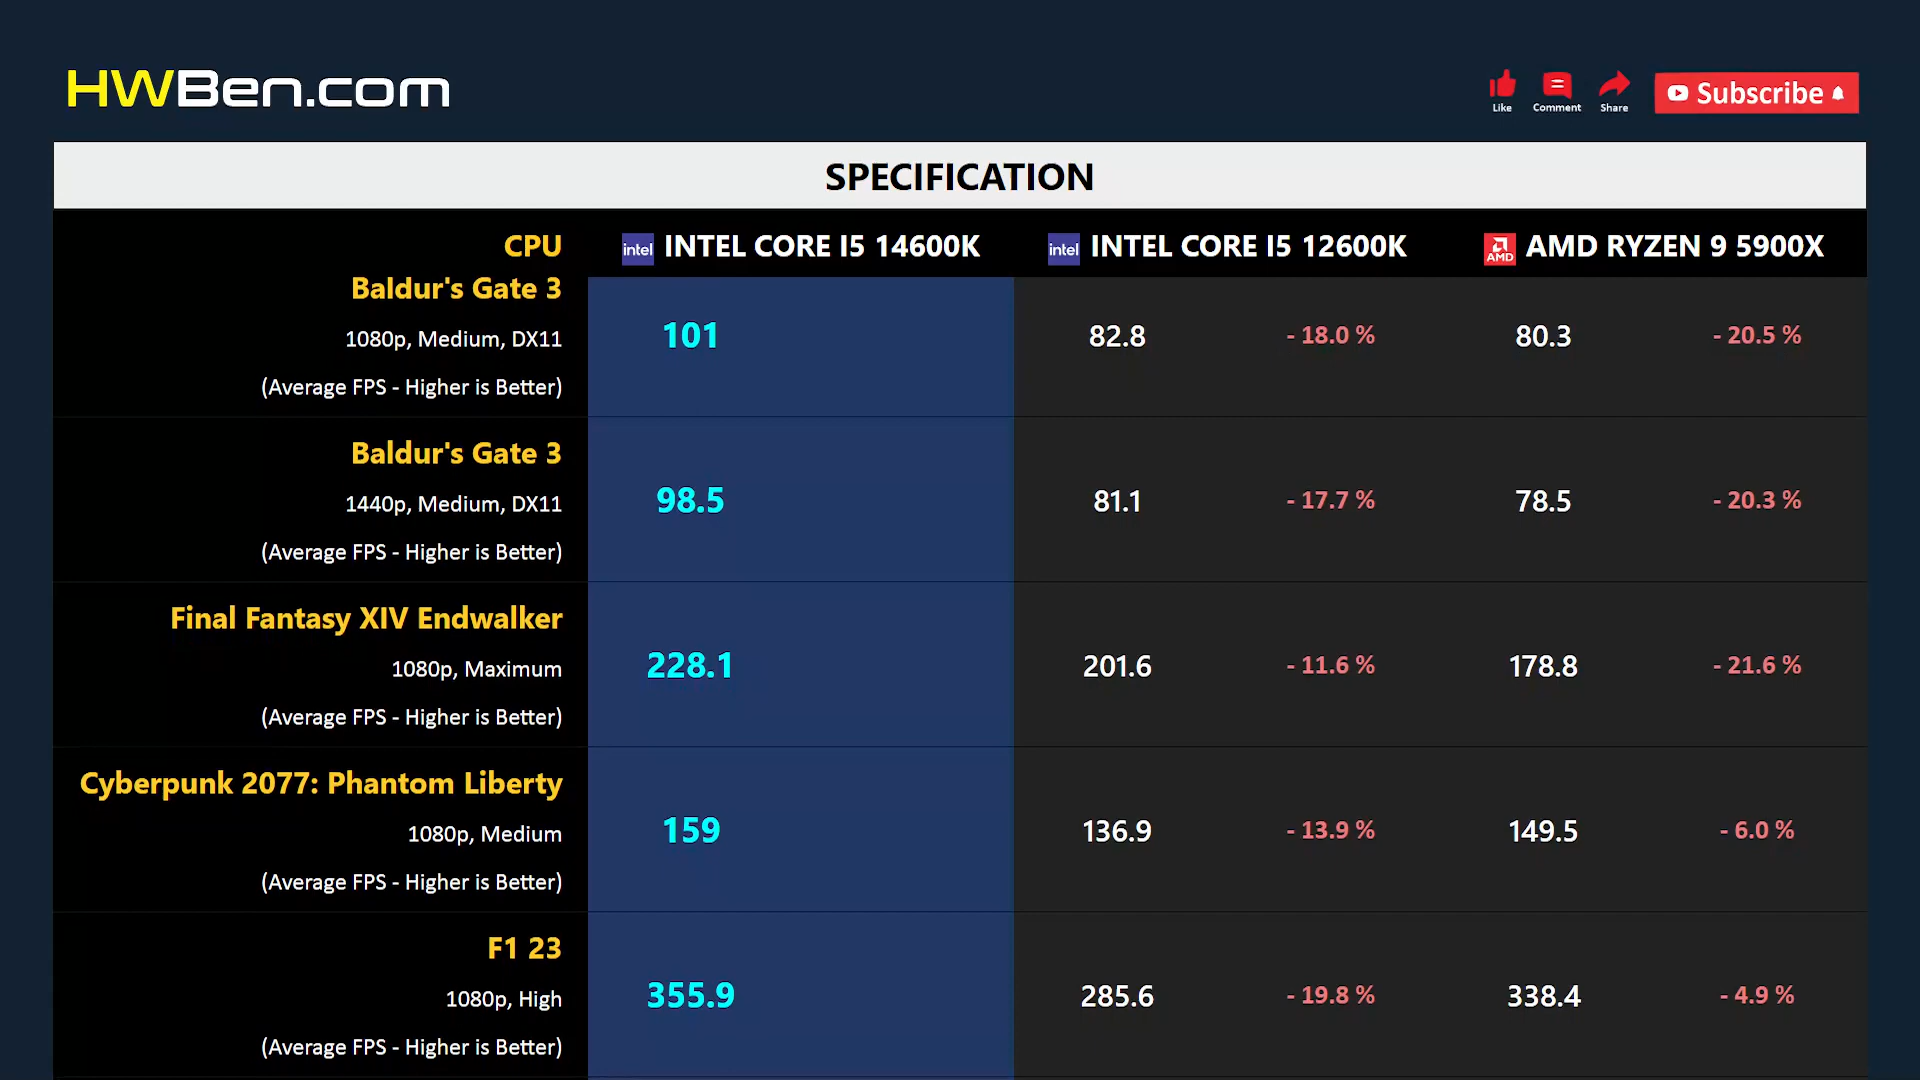 HWBen.com
Like Comment Share Subscribe
SPECIFICATION
CPU intel INTEL CORE I5 14600K intel INTEL CORE I5 12600K AMD AMD RYZEN 9 5900X
Baldur's Gate 3
1080p, Medium, DX11 101 82.8 - 18.0 % 80.3 - 20.5 %
(Average FPS - Higher is Better)
Baldur's Gate 3
1440p, Medium, DX11 98.5 81.1 - 17.7 % 78.5 - 20.3 %
(Average FPS - Higher is Better)
Final Fantasy XIV Endwalker
1080p, Maximum 228.1 201.6 - 11.6 % 178.8 - 21.6 %
(Average FPS - Higher is Better)
Cyberpunk 2077: Phantom Liberty
1080p, Medium 159 136.9 - 13.9 % 149.5 - 6.0 %
(Average FPS - Higher is Better)
F1 23
1080p, High 355.9 285.6 - 19.8 % 338.4 - 4.9 %
(Average FPS - Higher is Better)